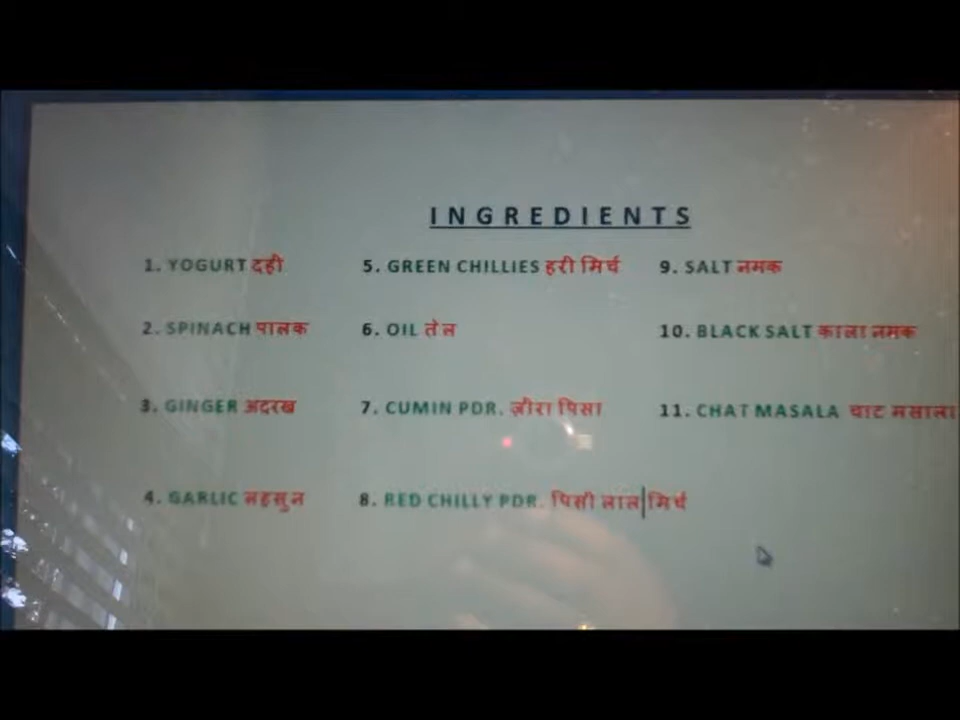 INGREDIENTS
1. YOGURT दही 5. GREEN CHILLIES हरी मिर्च 9. SALT नमक
2. SPINACH पालक 6. OIL तेल 10. BLACK SALT काला नमक
3. GINGER अदरख 7. CUMIN PDR. ज़ीरा पिसा 11. CHAT MASALA चाट मसाला
4. GARLIC लहसुन 8. RED CHILLY PDR. पिसी लाल मिर्च